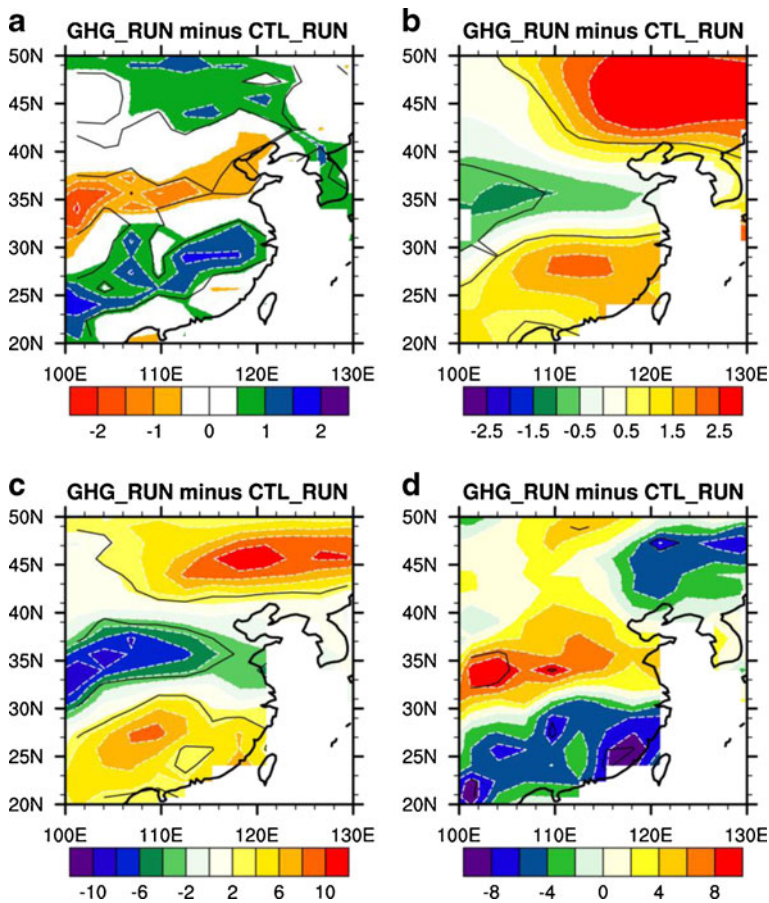 a GHG_RUN minus CTL_RUN
50N
45N
40N
35N
30N
25N
20N
100E 110E 120E 130E
-2 -1 0 1 2
b GHG_RUN minus CTL_RUN
50N
45N
40N
35N
30N
25N
20N
100E 110E 120E 130E
-2.5 -1.5 -0.5 0.5 1.5 2.5
c GHG_RUN minus CTL_RUN
50N
45N
40N
35N
30N
25N
20N
100E 110E 120E 130E
-10 -6 -2 2 6 10
d GHG_RUN minus CTL_RUN
50N
45N
40N
35N
30N
25N
20N
100E 110E 120E 130E
-8 -4 0 4 8